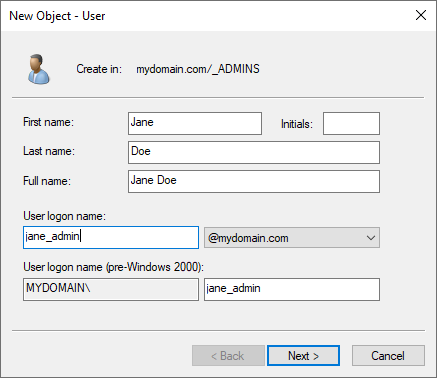 New Object - User
Create in: mydomain.com/_ADMINS
First name: Jane Initials:
Last name: Doe
Full name: Jane Doe
User logon name:
jane_admin @mydomain.com
User logon name (pre-Windows 2000):
MYDOMAIN\ jane_admin
< Back Next > Cancel